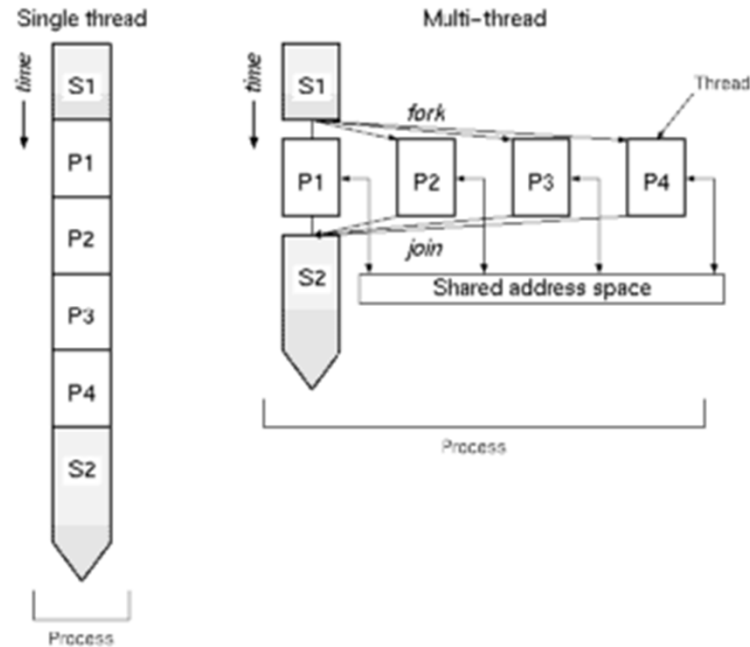 Single thread
time
S1
P1
P2
P3
P4
S2
Process
Multi-thread
time
S1
fork
Thread
P1
P2
P3
P4
join
S2
Shared address space
Process